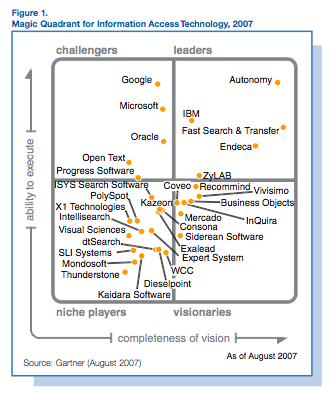 Figure 1.
Magic Quadrant for Information Access Technology, 2007
challengers
leaders
Google
Autonomy
Microsoft
IBM
Fast Search & Transfer
Oracle
Endeca
Open Text
Progress Software
ZyLAB
ISYS Search Software
Coveo
Recommind
Vivisimo
PolySpot
Kazeon
Business Objects
X1 Technologies
Intellisearch
Mercado
InQuira
Visual Sciences
Consona
Siderean Software
dtSearch
Exalead
SLI Systems
Expert System
Mondosoft
WCC
Thunderstone
Dieselpoint
Kaidara Software
niche players
visionaries
ability to execute
completeness of vision
As of August 2007
Source: Gartner (August 2007)